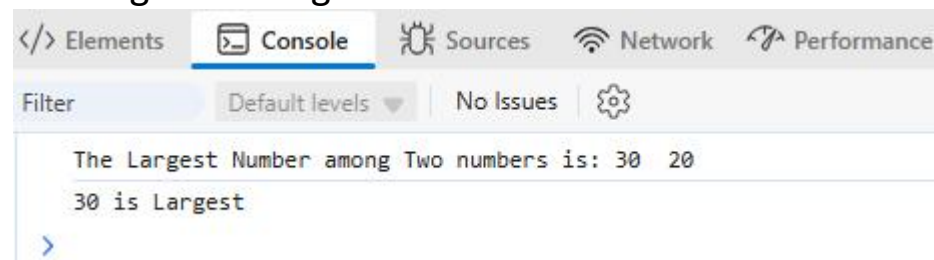 Elements Console Sources Network Performance
Filter Default levels No Issues
The Largest Number among Two numbers is: 30  20
30 is Largest
>